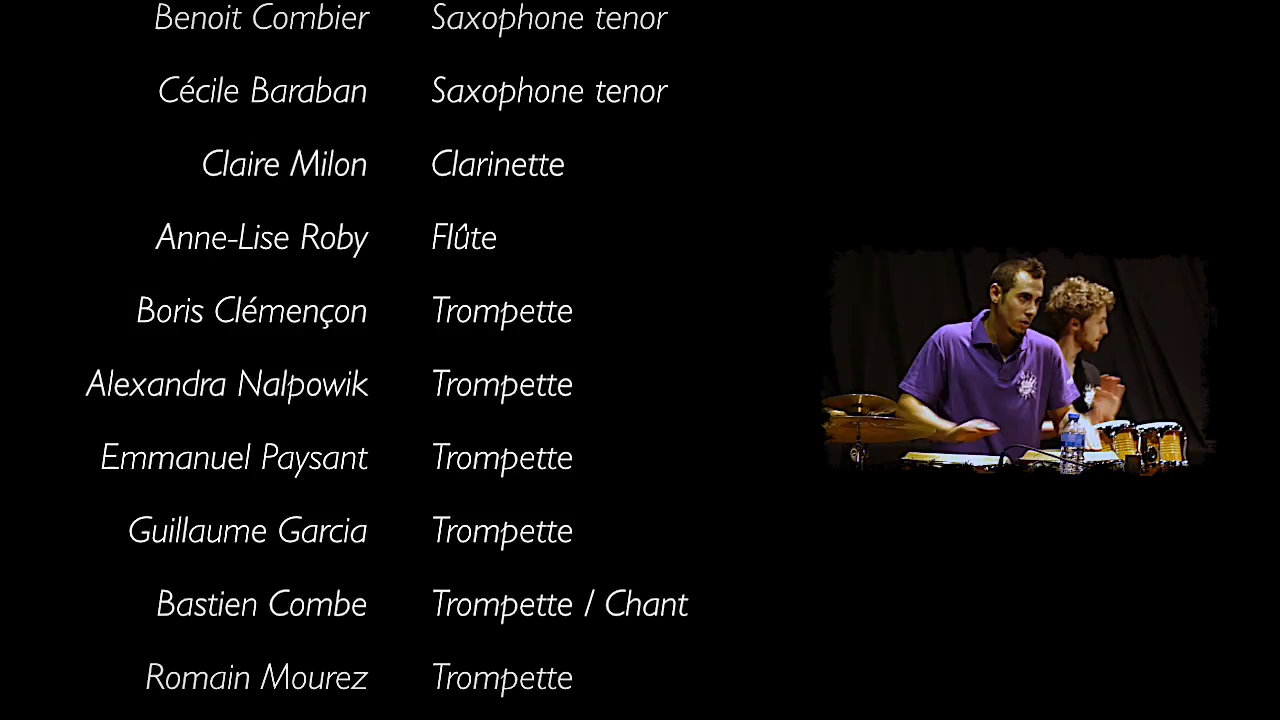 Benoit Combier Saxophone tenor
Cécile Baraban Saxophone tenor
Claire Milon Clarinette
Anne-Lise Roby Flûte
Boris Clémençon Trompette
Alexandra Nalpowik Trompette
Emmanuel Paysant Trompette
Guillaume Garcia Trompette
Bastien Combe Trompette / Chant
Romain Mourez Trompette